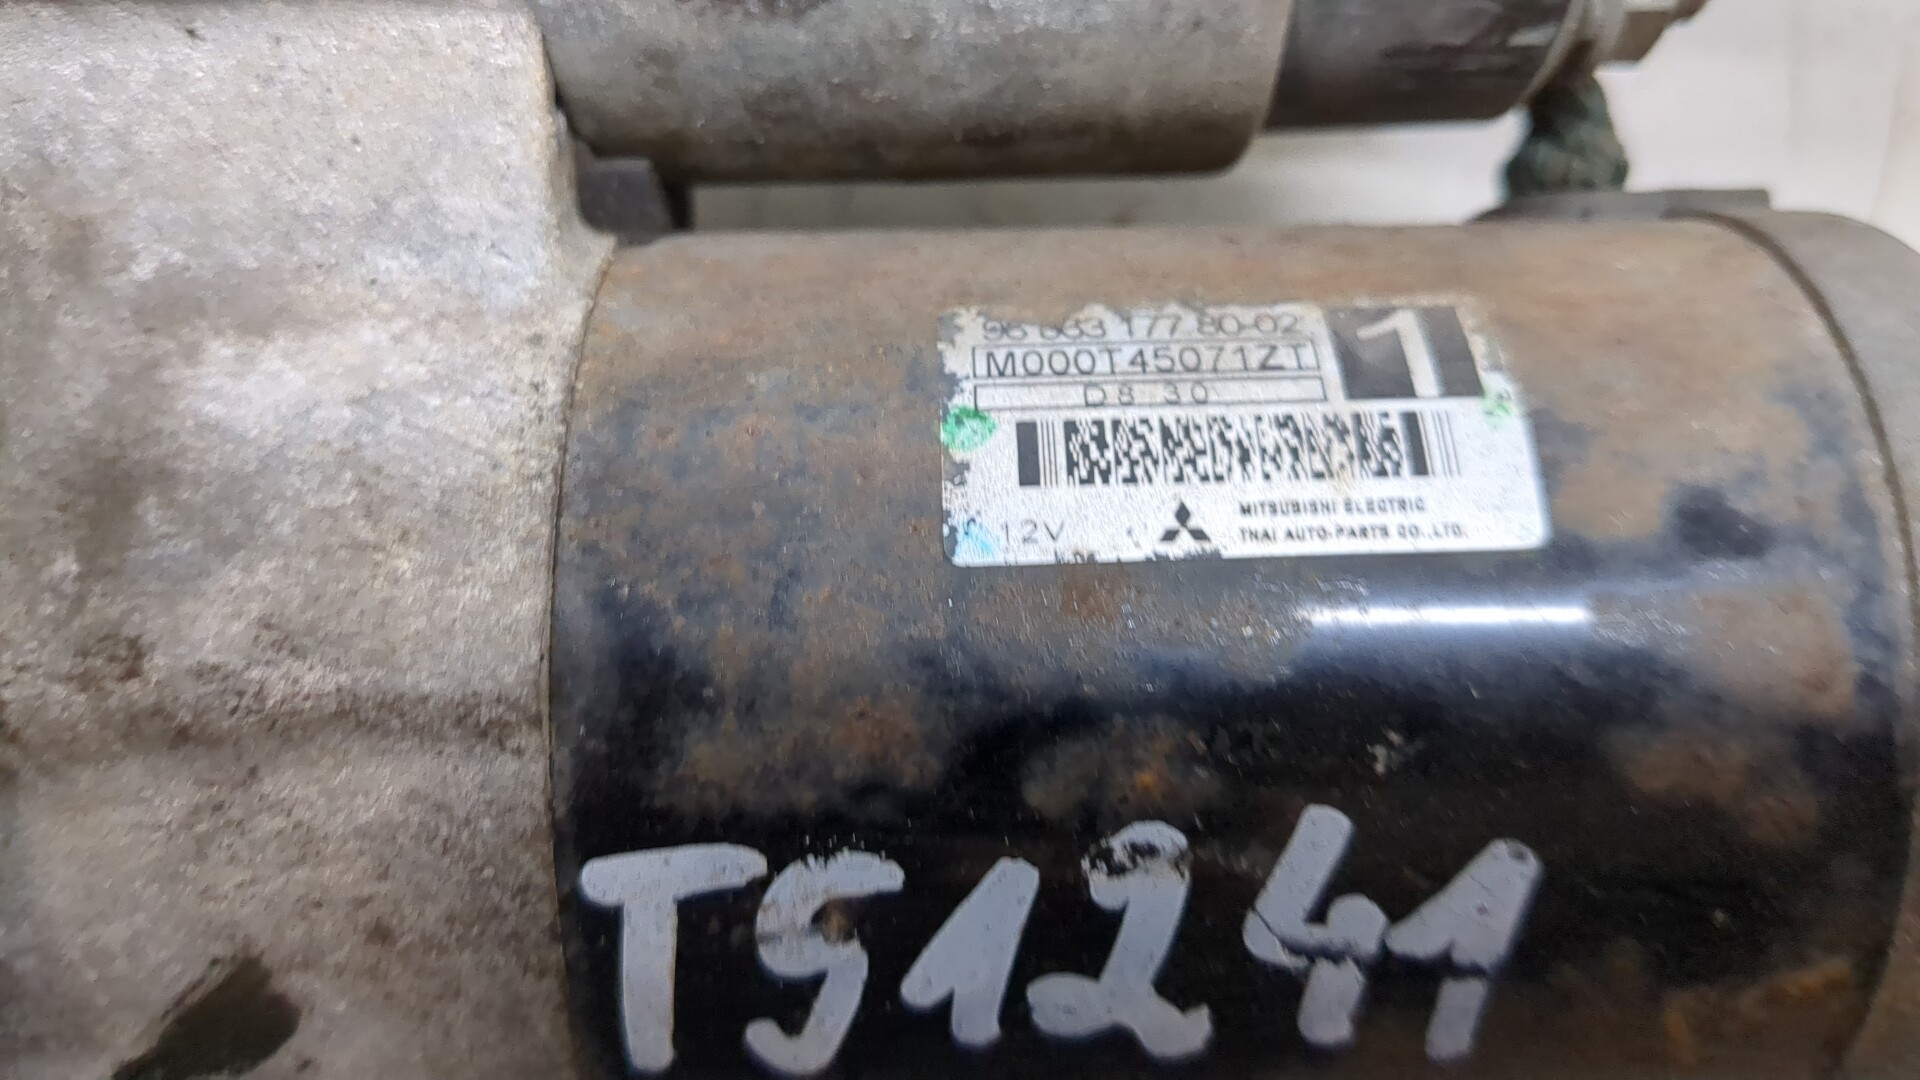 96 663 177 80-02
1
M000T45071ZT
D8 30
12V
MITSUBISHI ELECTRIC
THAI AUTO-PARTS CO.,LTD.
TS1241